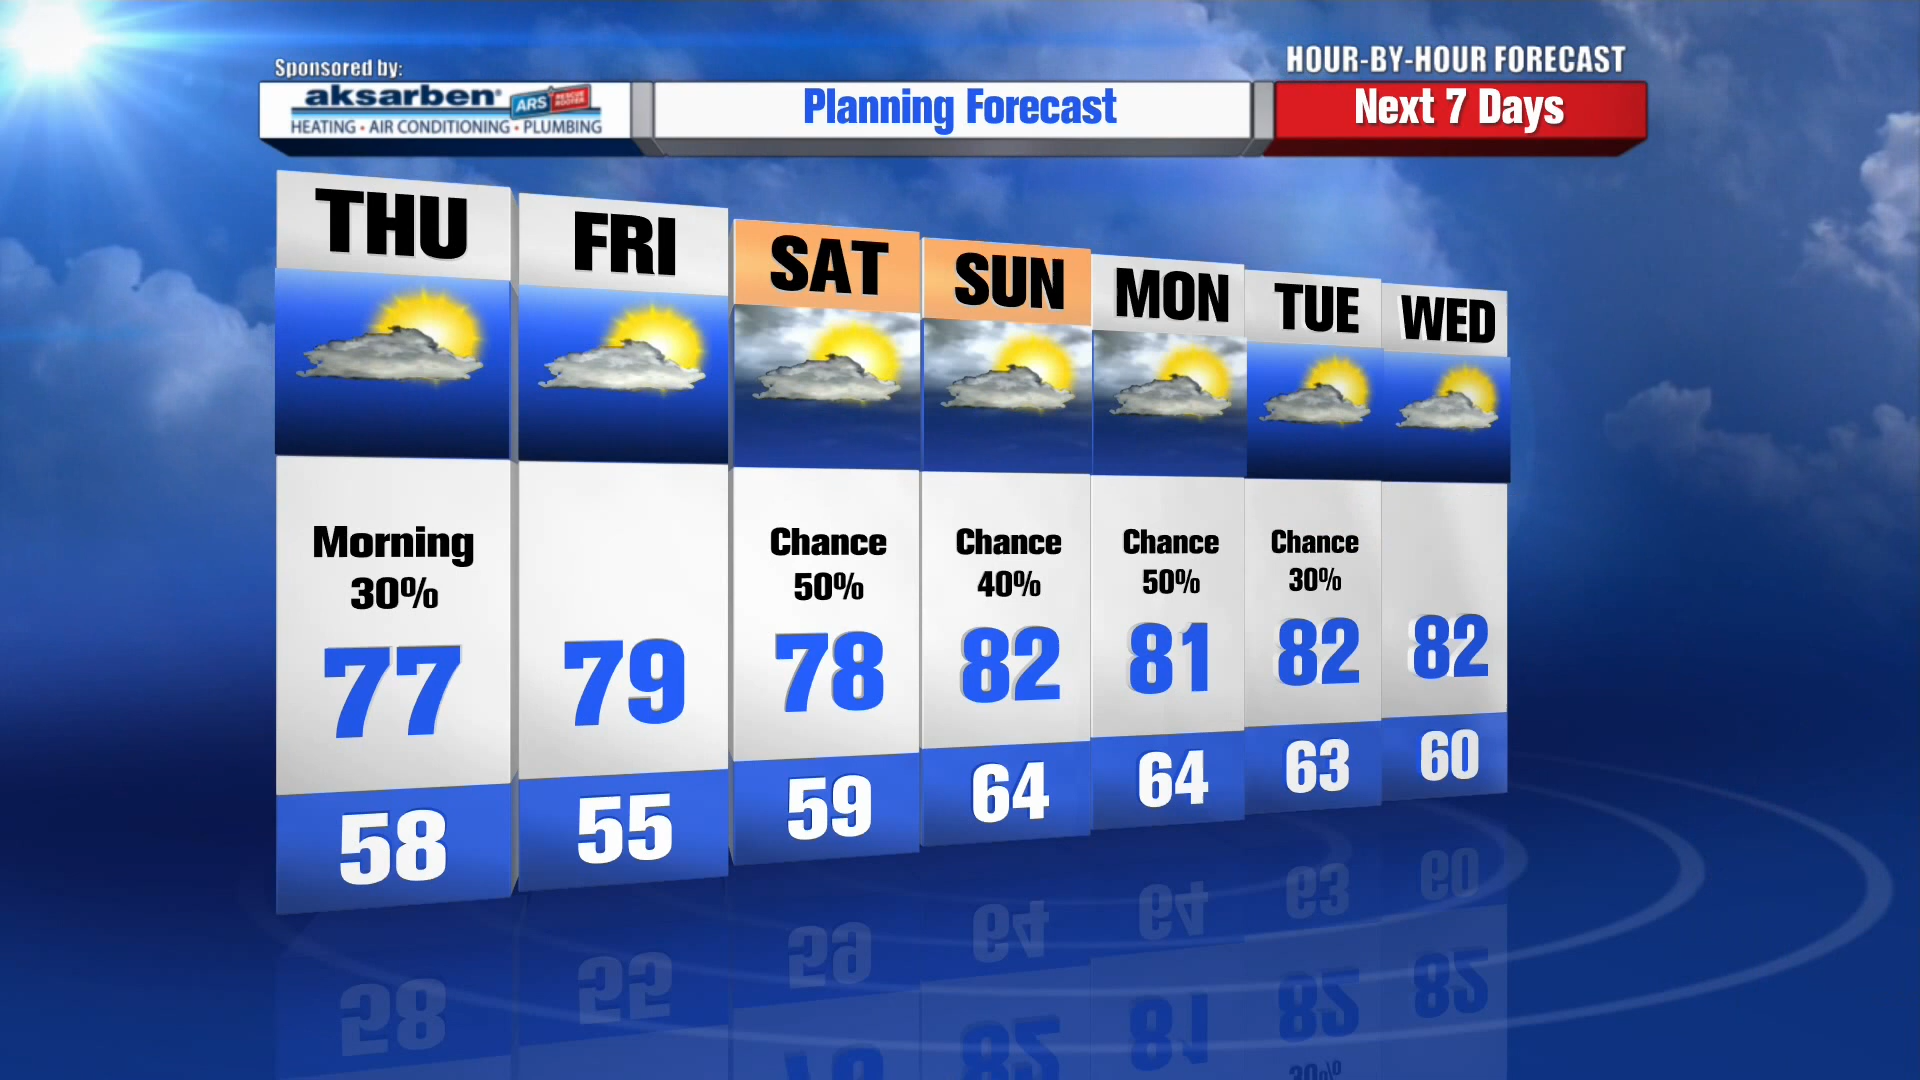 Sponsored by:
aksarben®
ARS RESCUE ROOTER
HEATING • AIR CONDITIONING • PLUMBING
Planning Forecast
HOUR-BY-HOUR FORECAST
Next 7 Days
THU
Morning
30%
77
58
FRI
79
55
SAT
Chance
50%
78
59
SUN
Chance
40%
82
64
MON
Chance
50%
81
64
TUE
Chance
30%
82
63
WED
82
60